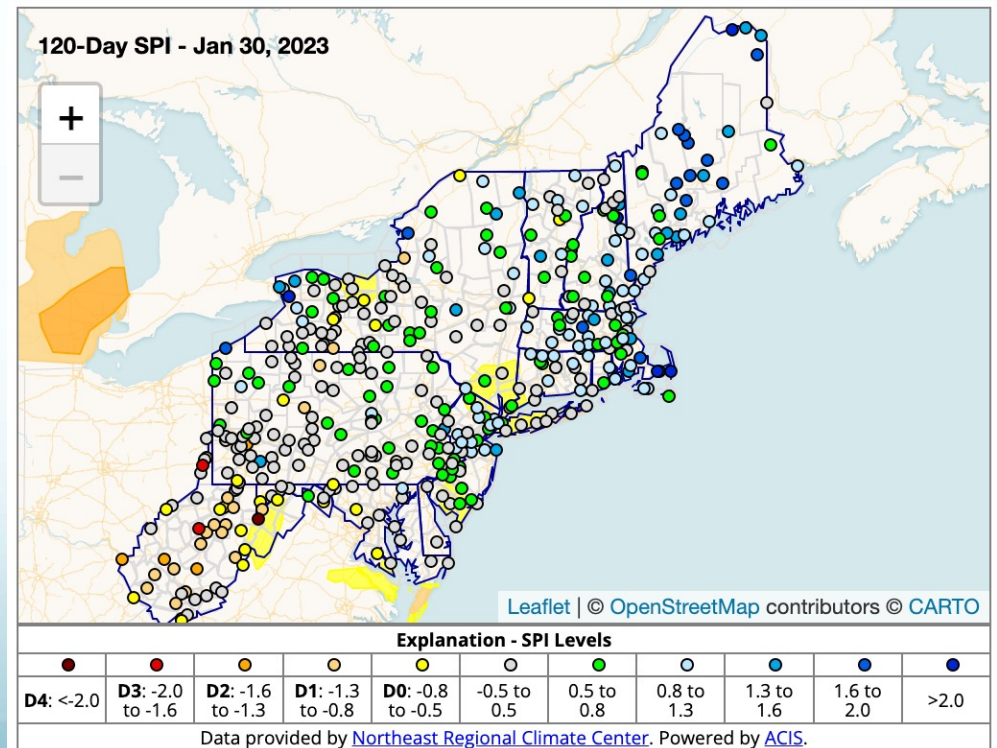 120-Day SPI - Jan 30, 2023
+
−
Leaflet | © OpenStreetMap contributors © CARTO
Explanation - SPI Levels
D4: <-2.0
D3: -2.0
to -1.6
D2: -1.6
to -1.3
D1: -1.3
to -0.8
D0: -0.8
to -0.5
-0.5 to
0.5
0.5 to
0.8
0.8 to
1.3
1.3 to
1.6
1.6 to
2.0
>2.0
Data provided by Northeast Regional Climate Center. Powered by ACIS.